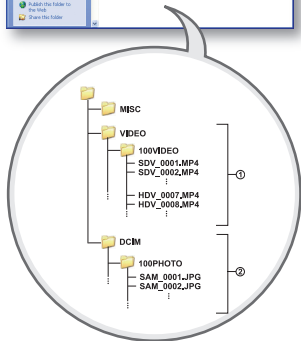 Publish this folder to
the Web
Share this folder
MISC
VIDEO
100VIDEO
SDV_0001.MP4
SDV_0002.MP4
HDV_0007.MP4
HDV_0008.MP4
①
DCIM
100PHOTO
SAM_0001.JPG
SAM_0002.JPG
②